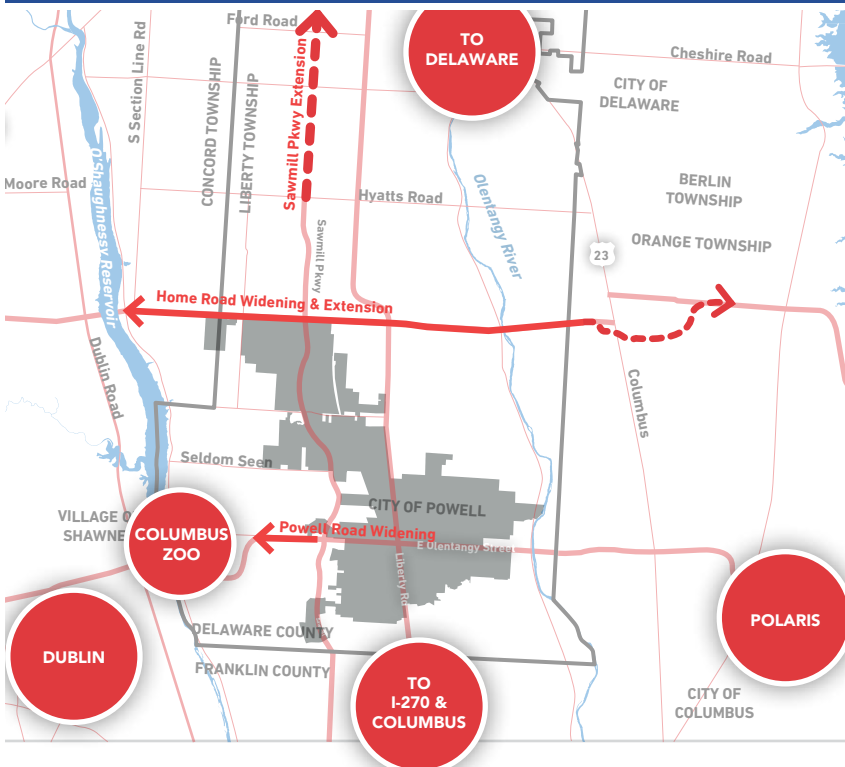 Ford Road
TO
DELAWARE
Cheshire Road
S Section Line Rd
CONCORD TOWNSHIP
LIBERTY TOWNSHIP
Sawmill Pkwy Extension
CITY OF
DELAWARE
O'Shaughnessy Reservoir
Moore Road
Hyatts Road
Olentangy River
BERLIN
TOWNSHIP
ORANGE TOWNSHIP
23
Sawmill Pkwy
Home Road Widening & Extension
Dublin Road
Columbus
Seldom Seen
CITY OF POWELL
VILLAGE O
SHAWNE
COLUMBUS
ZOO
Powell Road Widening
E Olentangy Street
Liberty Rd
DUBLIN
DELAWARE COUNTY
FRANKLIN COUNTY
TO
I-270 &
COLUMBUS
POLARIS
CITY OF
COLUMBUS